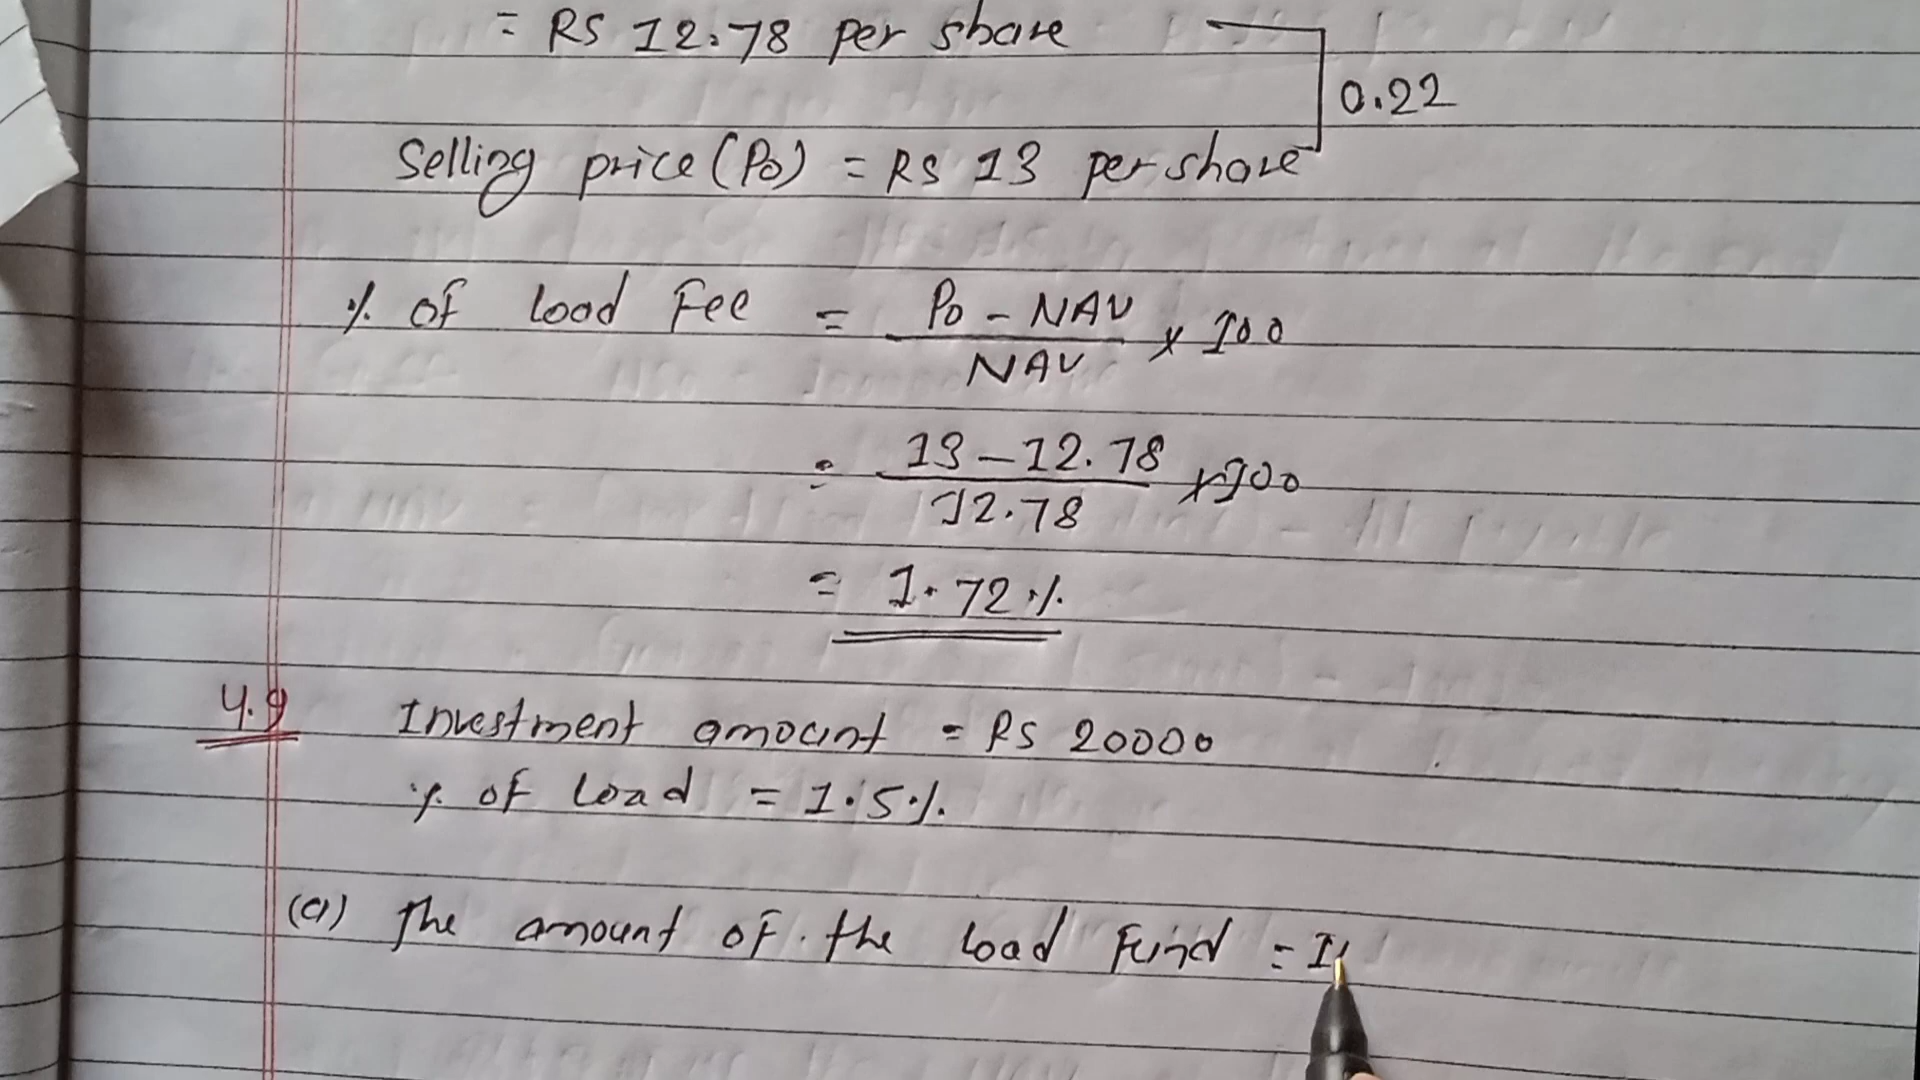 = RS 12.78 per share
0.22
Selling price (Po) = RS 13 per share
% of load Fee = Po - NAV / NAV x 100
= 13 - 12.78 / 12.78 x 100
= 1.72 %
4.9 Investment amount = RS 20000
% of Load = 1.5%
(a) The amount of the load Fund =